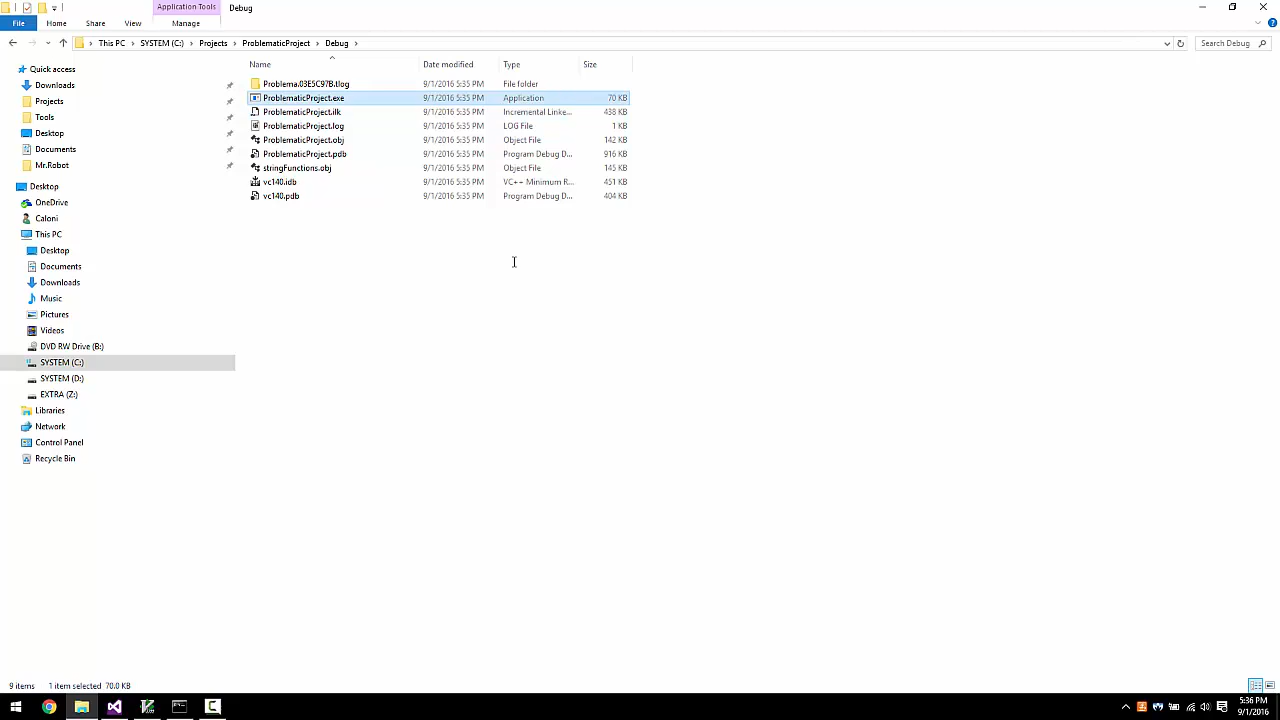 Application Tools
Debug
File
Home
Share
View
Manage
This PC
SYSTEM (C:)
Projects
ProblematicProject
Debug
Search Debug
Quick access
Downloads
Projects
Tools
Desktop
Documents
Mr.Robot
Desktop
OneDrive
Caloni
This PC
Desktop
Documents
Downloads
Music
Pictures
Videos
DVD RW Drive (B:)
SYSTEM (C:)
SYSTEM (D:)
EXTRA (Z:)
Libraries
Network
Control Panel
Recycle Bin
Name Date modified Type Size
Problema.03E5C97B.tlog 9/1/2016 5:35 PM File folder
ProblematicProject.exe 9/1/2016 5:35 PM Application 70 KB
ProblematicProject.ilk 9/1/2016 5:35 PM Incremental Linke... 438 KB
ProblematicProject.log 9/1/2016 5:35 PM LOG File 1 KB
ProblematicProject.obj 9/1/2016 5:35 PM Object File 142 KB
ProblematicProject.pdb 9/1/2016 5:35 PM Program Debug D... 916 KB
stringFunctions.obj 9/1/2016 5:35 PM Object File 145 KB
vc140.idb 9/1/2016 5:35 PM VC++ Minimum R... 451 KB
vc140.pdb 9/1/2016 5:35 PM Program Debug D... 404 KB
9 items 1 item selected 70.0 KB
5:36 PM
9/1/2016